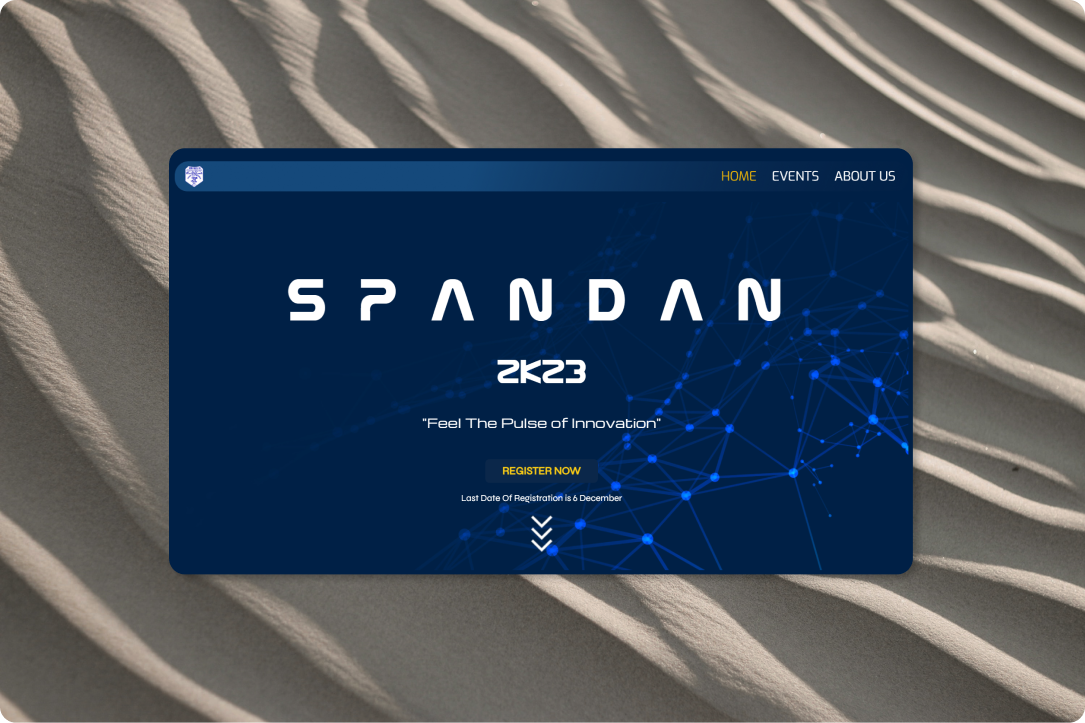 HOME EVENTS ABOUT US
SPANDAN
2K23
"Feel The Pulse of Innovation"
REGISTER NOW
Last Date Of Registration is 6 December